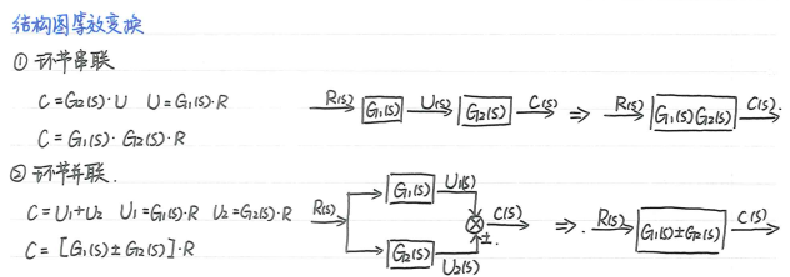 结构图等效变换
① 环节串联
C=G₂(s)·U U=G₁(s)·R
R(s) G₁(s) U(s) G₂(s) C(s) ⇒ R(s) G₁(s)G₂(s) C(s).
C=G₁(s)·G₂(s)·R
② 环节并联.
G₁(s) U₁(s)
C=U₁+U₂ U₁=G₁(s)·R U₂=G₂(s)·R R(s) C(s) ⇒. R(s) G₁(s)±G₂(s) C(s)
±.
C=[G₁(s)±G₂(s)]·R
G₂(s) U₂(s)